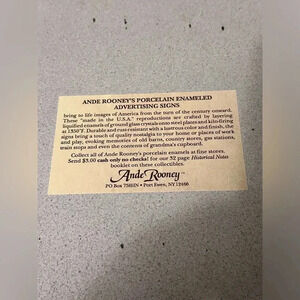 ANDE ROONEY'S PORCELAIN ENAMELED
ADVERTISING SIGNS
bring to life images of America from the turn of the century onward.
These "made in the U.S.A." reproductions are crafted by layering
liquified enamels of ground glass crystals onto steel plates and kiln-firing
at 1350°F. Durable and rust resistant with a lustrous color and finish, the
signs bring a touch of quality nostalgia to your home or places of work
and play, evoking memories of old barns, country stores, gas stations,
train stops and even the contents of grandma's cupboard.
Collect all of Ande Rooney's porcelain enamels at fine stores.
Send $3.00 cash only no checks! for our 32 page Historical Notes
booklet on these collectibles.
Ande Rooney™
PO Box • Port Ewen, NY 12466